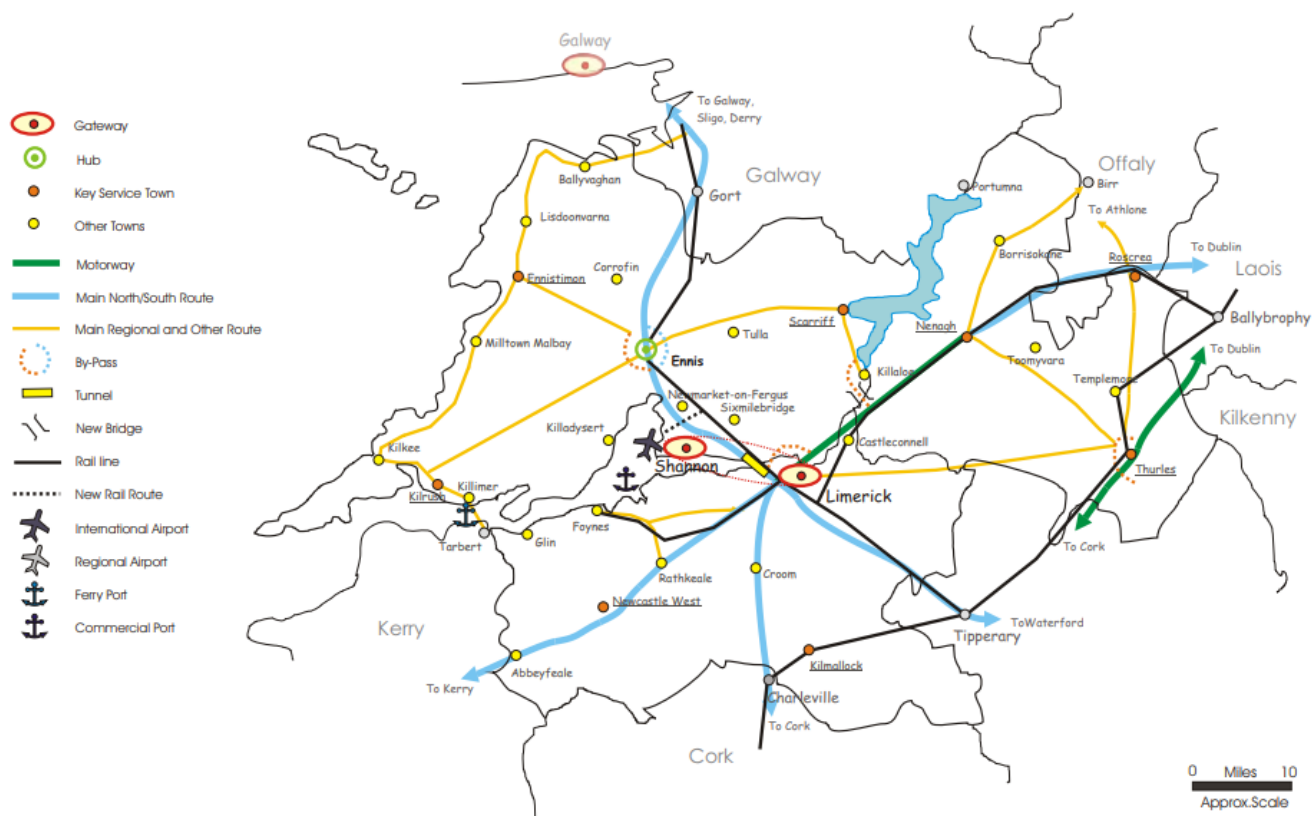 Galway
To Galway,
Sligo, Derry
Gateway
Hub
Key Service Town
Other Towns
Motorway
Main North/South Route
Main Regional and Other Route
By-Pass
Tunnel
New Bridge
Rail line
New Rail Route
International Airport
Regional Airport
Ferry Port
Commercial Port
Ballyvaghan
Galway
Gort
Portumna
Offaly
Birr
To Athlone
Lisdoonvarna
Borrisokane
To Dublin
Roscrea
Laois
Corrofin
Ennistimon
Scarriff
Nenagh
Ballybrophy
Tulla
Milltown Malbay
Toomyvara
To Dublin
Ennis
Killaloe
Templemore
Newmarket-on-Fergus
Sixmilebridge
Kilkenny
Killadysert
Castleconnell
Kilkee
Shannon
Thurles
Kilrush
Killimer
Limerick
Foynes
Tarbert
Glin
To Cork
Rathkeale
Croom
Newcastle West
Kerry
ToWaterford
Tipperary
Kilmallock
Abbeyfeale
To Kerry
Charleville
To Cork
Cork
0 Miles 10
Approx.Scale